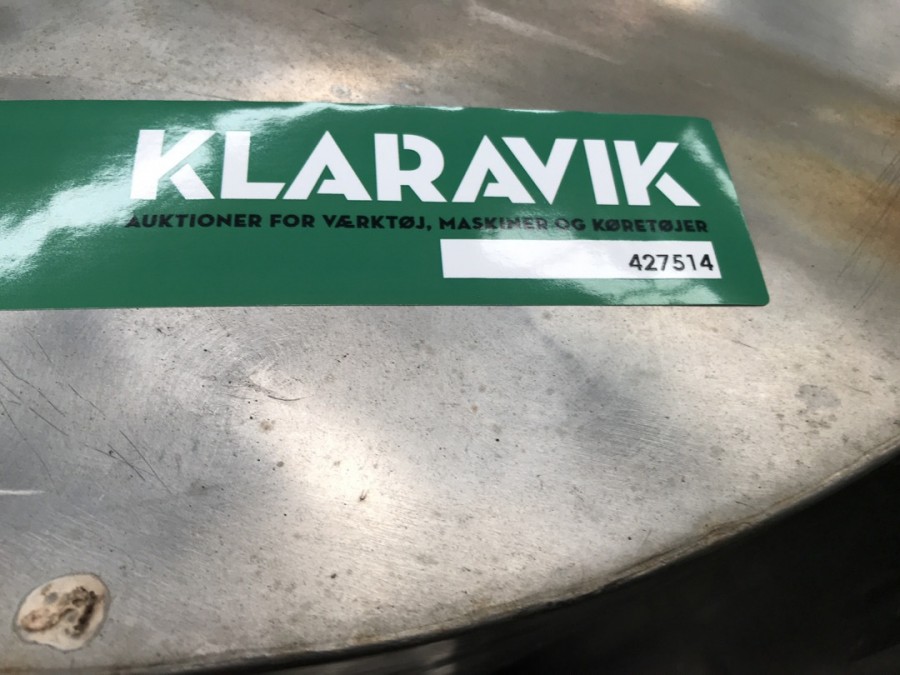 KLARAVIK
AUKTIONER FOR VÆRKTØJ, MASKINER OG KØRETØJER
427514